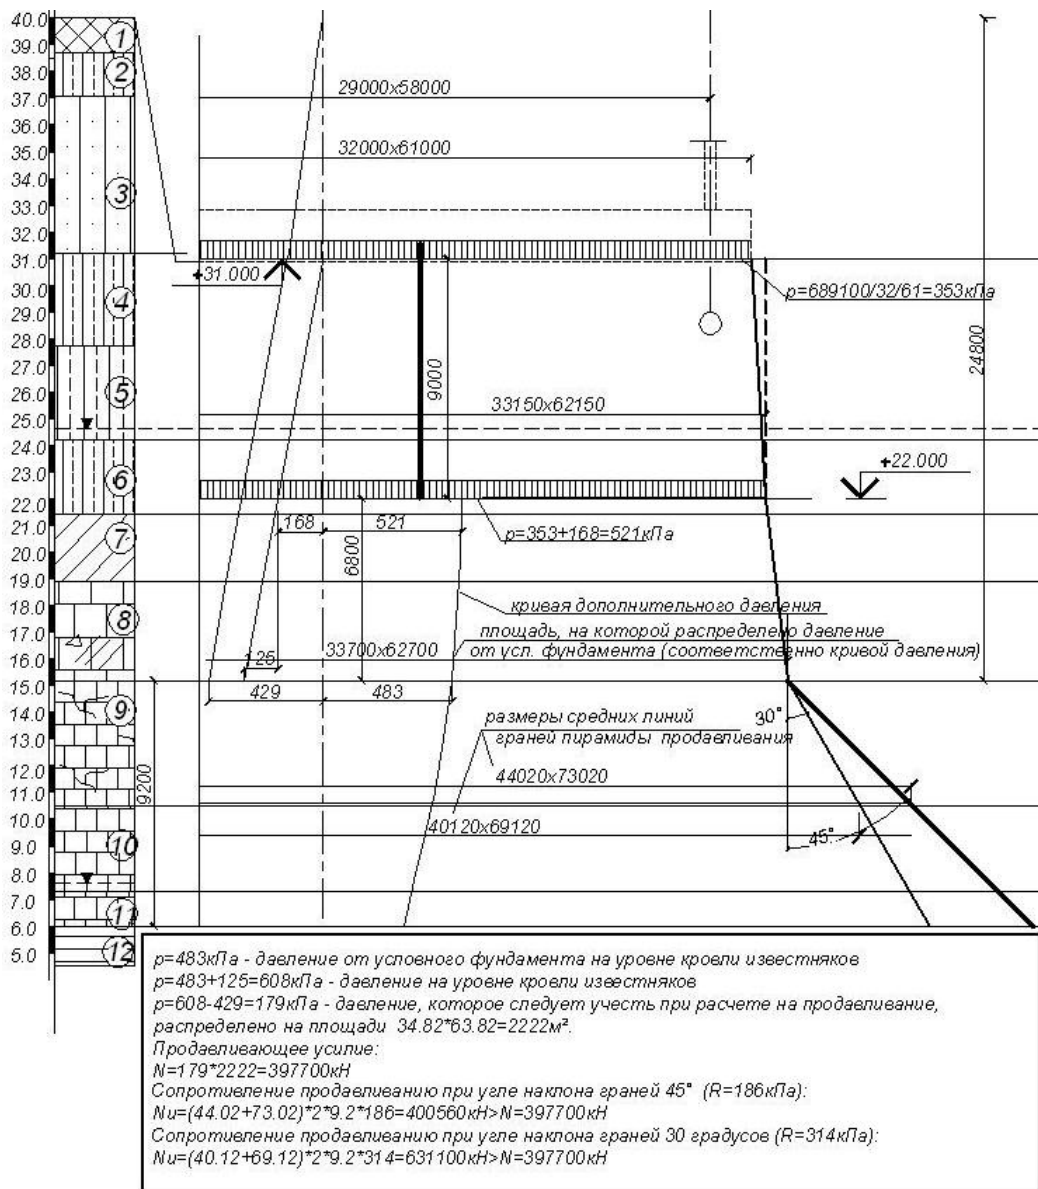 40.0
39.0
38.0
37.0
36.0
35.0
34.0
33.0
32.0
31.0
30.0
29.0
28.0
27.0
26.0
25.0
24.0
23.0
22.0
21.0
20.0
19.0
18.0
17.0
16.0
15.0
14.0
13.0
12.0
11.0
10.0
9.0
8.0
7.0
6.0
5.0
1
2
3
4
5
6
7
8
9
10
11
12
29000x58000
32000x61000
+31.000
p=689100/32/61=353кПа
24800
9000
33150x62150
+22.000
168
521
p=353+168=521кПа
6800
кривая дополнительного давления
площадь, на которой распределено давление
от усл. фундамента (соответственно кривой давления)
33700x62700
125
429
483
размеры средних линий
граней пирамиды продавливания
30°
44020x73020
9200
40120x69120
45°
p=483кПа - давление от условного фундамента на уровне кровли известняков
p=483+125=608кПа - давление на уровне кровли известняков
p=608-429=179кПа - давление, которое следует учесть при расчете на продавливание,
распределено на площади 34.82*63.82=2222м².
Продавливающее усилие:
N=179*2222=397700кН
Сопротивление продавливанию при угле наклона граней 45° (R=186кПа):
Nu=(44.02+73.02)*2*9.2*186=400560кН>N=397700кН
Сопротивление продавливанию при угле наклона граней 30 градусов (R=314кПа):
Nu=(40.12+69.12)*2*9.2*314=631100кН>N=397700кН